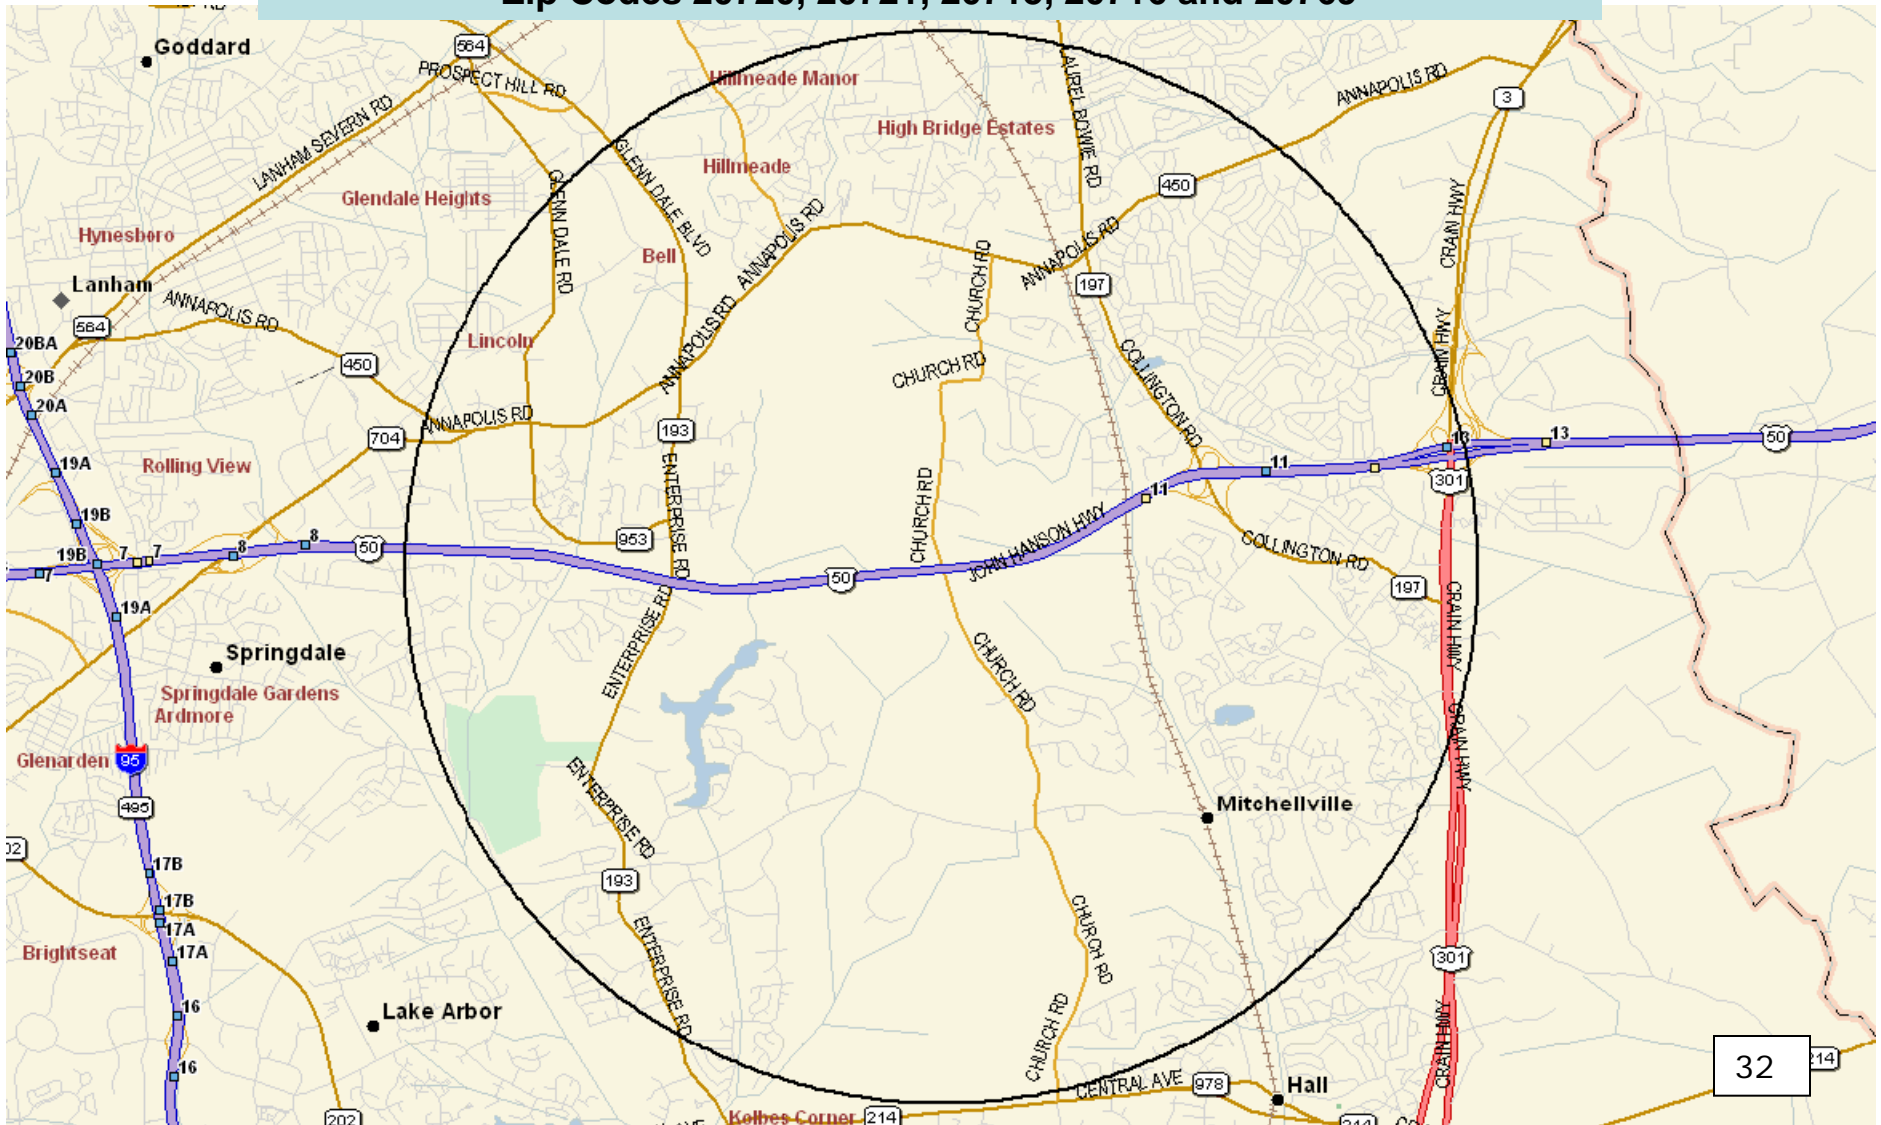 Goddard
564
PROSPECT HILL RD
LANHAM SEVERN RD
Hillmeade Manor
High Bridge Estates
LAUREL BOWIE RD
ANNAPOLIS RD
3
GLENN DALE BLVD
Hillmeade
450
Glendale Heights
GLENN DALE RD
CRAIN HWY
Hynesboro
Bell
ANNAPOLIS RD
ANNAPOLIS RD
CHURCH RD
Lanham
197
ANNAPOLIS RD
564
ANNAPOLIS RD
CRAIN HWY
20BA
Lincoln
COLLINGTON RD
450
CHURCH RD
20B
20A
ANNAPOLIS RD
704
193
13
13
50
Rolling View
19A
ENTERPRISE RD
11
11
301
CHURCH RD
19B
JOHN HANSON HWY
953
COLLINGTON RD
19B
7
7
8
8
50
50
7
197
19A
ENTERPRISE RD
CRAIN HWY
Springdale
CHURCH RD
Springdale Gardens
Ardmore
CRAIN HWY
Glenarden
95
ENTERPRISE RD
495
Mitchellville
17B
193
17B
17A
CHURCH RD
Brightseat
17A
ENTERPRISE RD
301
16
Lake Arbor
CHURCH RD
CRAIN HWY
32
214
16
CENTRAL AVE
978
Hall
202
Kolbes Corner
214